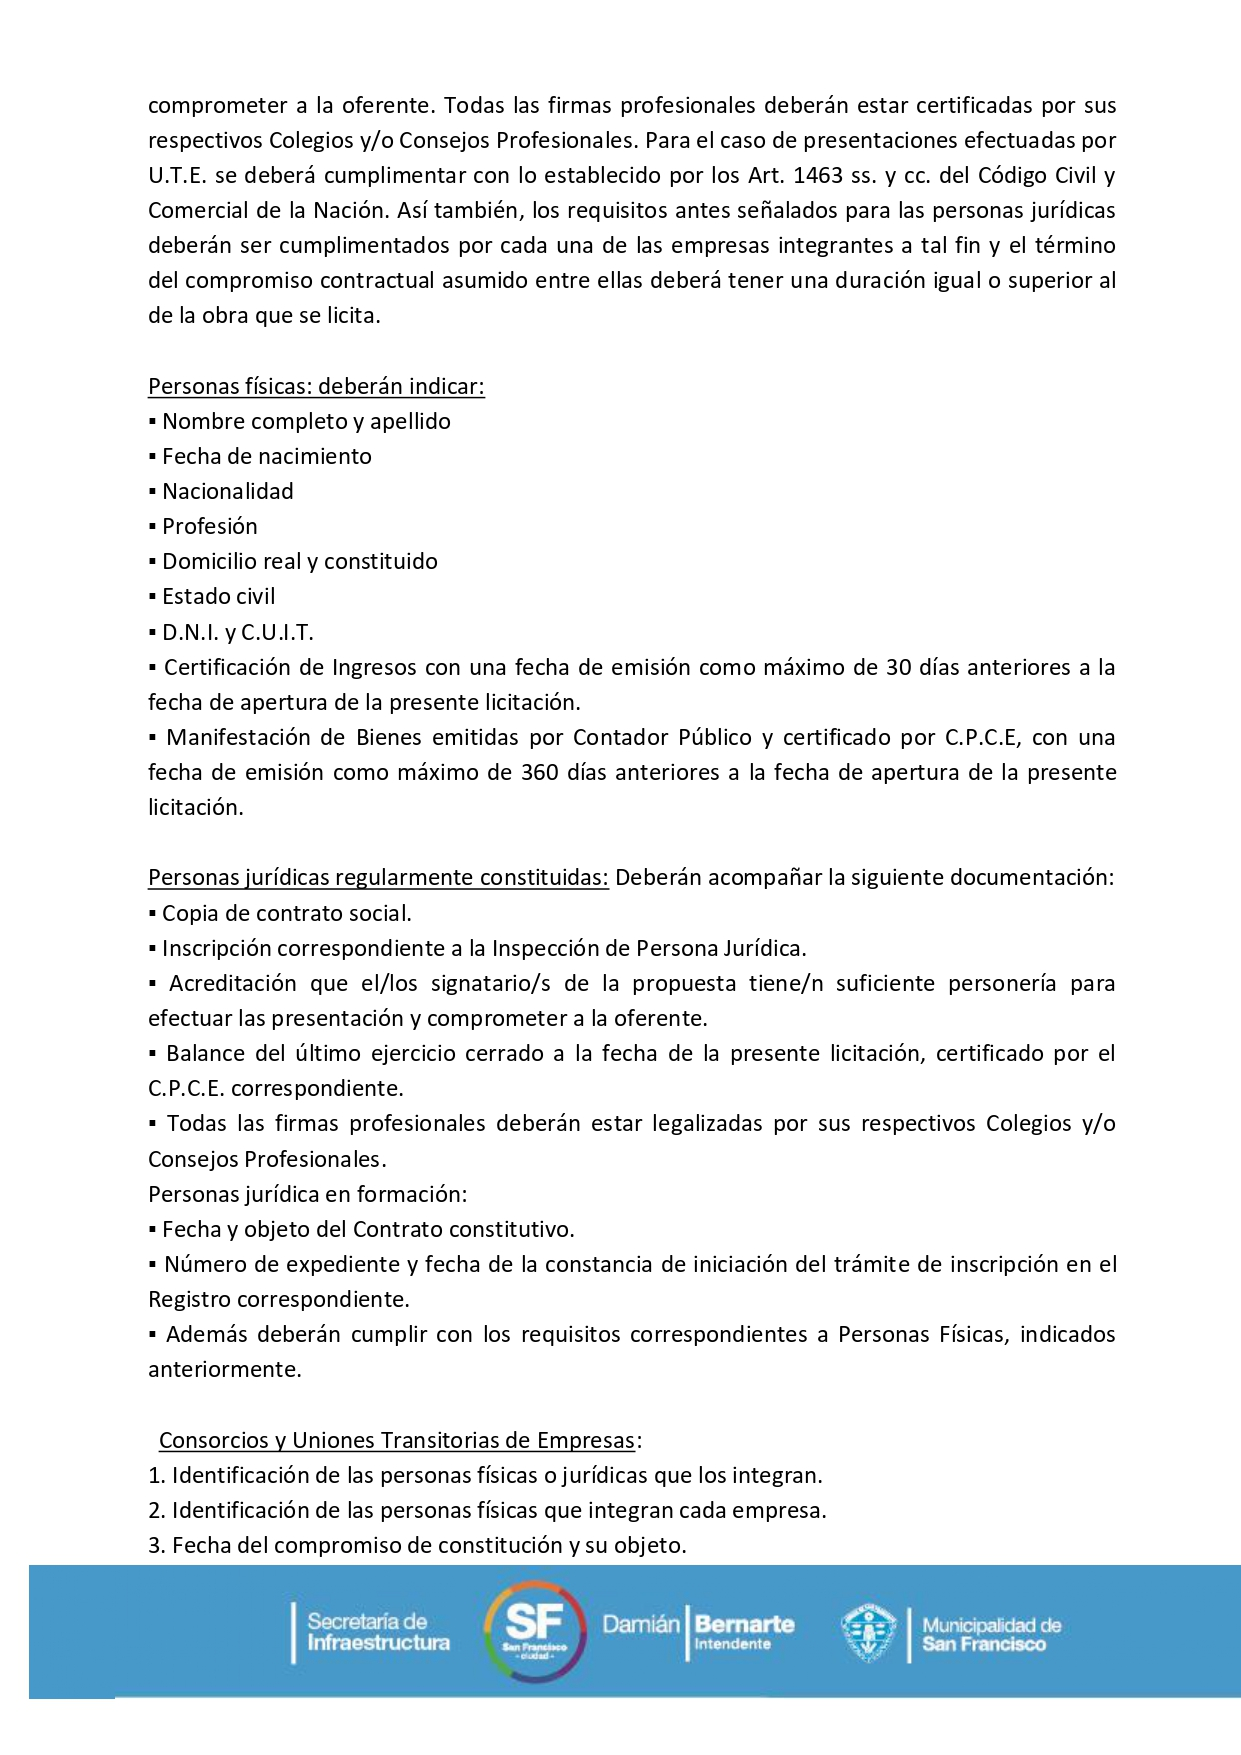 comprometer a la oferente. Todas las firmas profesionales deberán estar certificadas por sus
respectivos Colegios y/o Consejos Profesionales. Para el caso de presentaciones efectuadas por
U.T.E. se deberá cumplimentar con lo establecido por los Art. 1463 ss. y cc. del Código Civil y
Comercial de la Nación. Así también, los requisitos antes señalados para las personas jurídicas
deberán ser cumplimentados por cada una de las empresas integrantes a tal fin y el término
del compromiso contractual asumido entre ellas deberá tener una duración igual o superior al
de la obra que se licita.
Personas físicas: deberán indicar:
▪ Nombre completo y apellido
▪ Fecha de nacimiento
▪ Nacionalidad
▪ Profesión
▪ Domicilio real y constituido
▪ Estado civil
▪ D.N.I. y C.U.I.T.
▪ Certificación de Ingresos con una fecha de emisión como máximo de 30 días anteriores a la
fecha de apertura de la presente licitación.
▪ Manifestación de Bienes emitidas por Contador Público y certificado por C.P.C.E, con una
fecha de emisión como máximo de 360 días anteriores a la fecha de apertura de la presente
licitación.
Personas jurídicas regularmente constituidas: Deberán acompañar la siguiente documentación:
▪ Copia de contrato social.
▪ Inscripción correspondiente a la Inspección de Persona Jurídica.
▪ Acreditación que el/los signatario/s de la propuesta tiene/n suficiente personería para
efectuar las presentación y comprometer a la oferente.
▪ Balance del último ejercicio cerrado a la fecha de la presente licitación, certificado por el
C.P.C.E. correspondiente.
▪ Todas las firmas profesionales deberán estar legalizadas por sus respectivos Colegios y/o
Consejos Profesionales.
Personas jurídica en formación:
▪ Fecha y objeto del Contrato constitutivo.
▪ Número de expediente y fecha de la constancia de iniciación del trámite de inscripción en el
Registro correspondiente.
▪ Además deberán cumplir con los requisitos correspondientes a Personas Físicas, indicados
anteriormente.
Consorcios y Uniones Transitorias de Empresas:
1. Identificación de las personas físicas o jurídicas que los integran.
2. Identificación de las personas físicas que integran cada empresa.
3. Fecha del compromiso de constitución y su objeto.
Secretaría de
Infraestructura
SF
San Francisco
- ciudad -
Damián Bernarte
Intendente
Municipalidad de
San Francisco